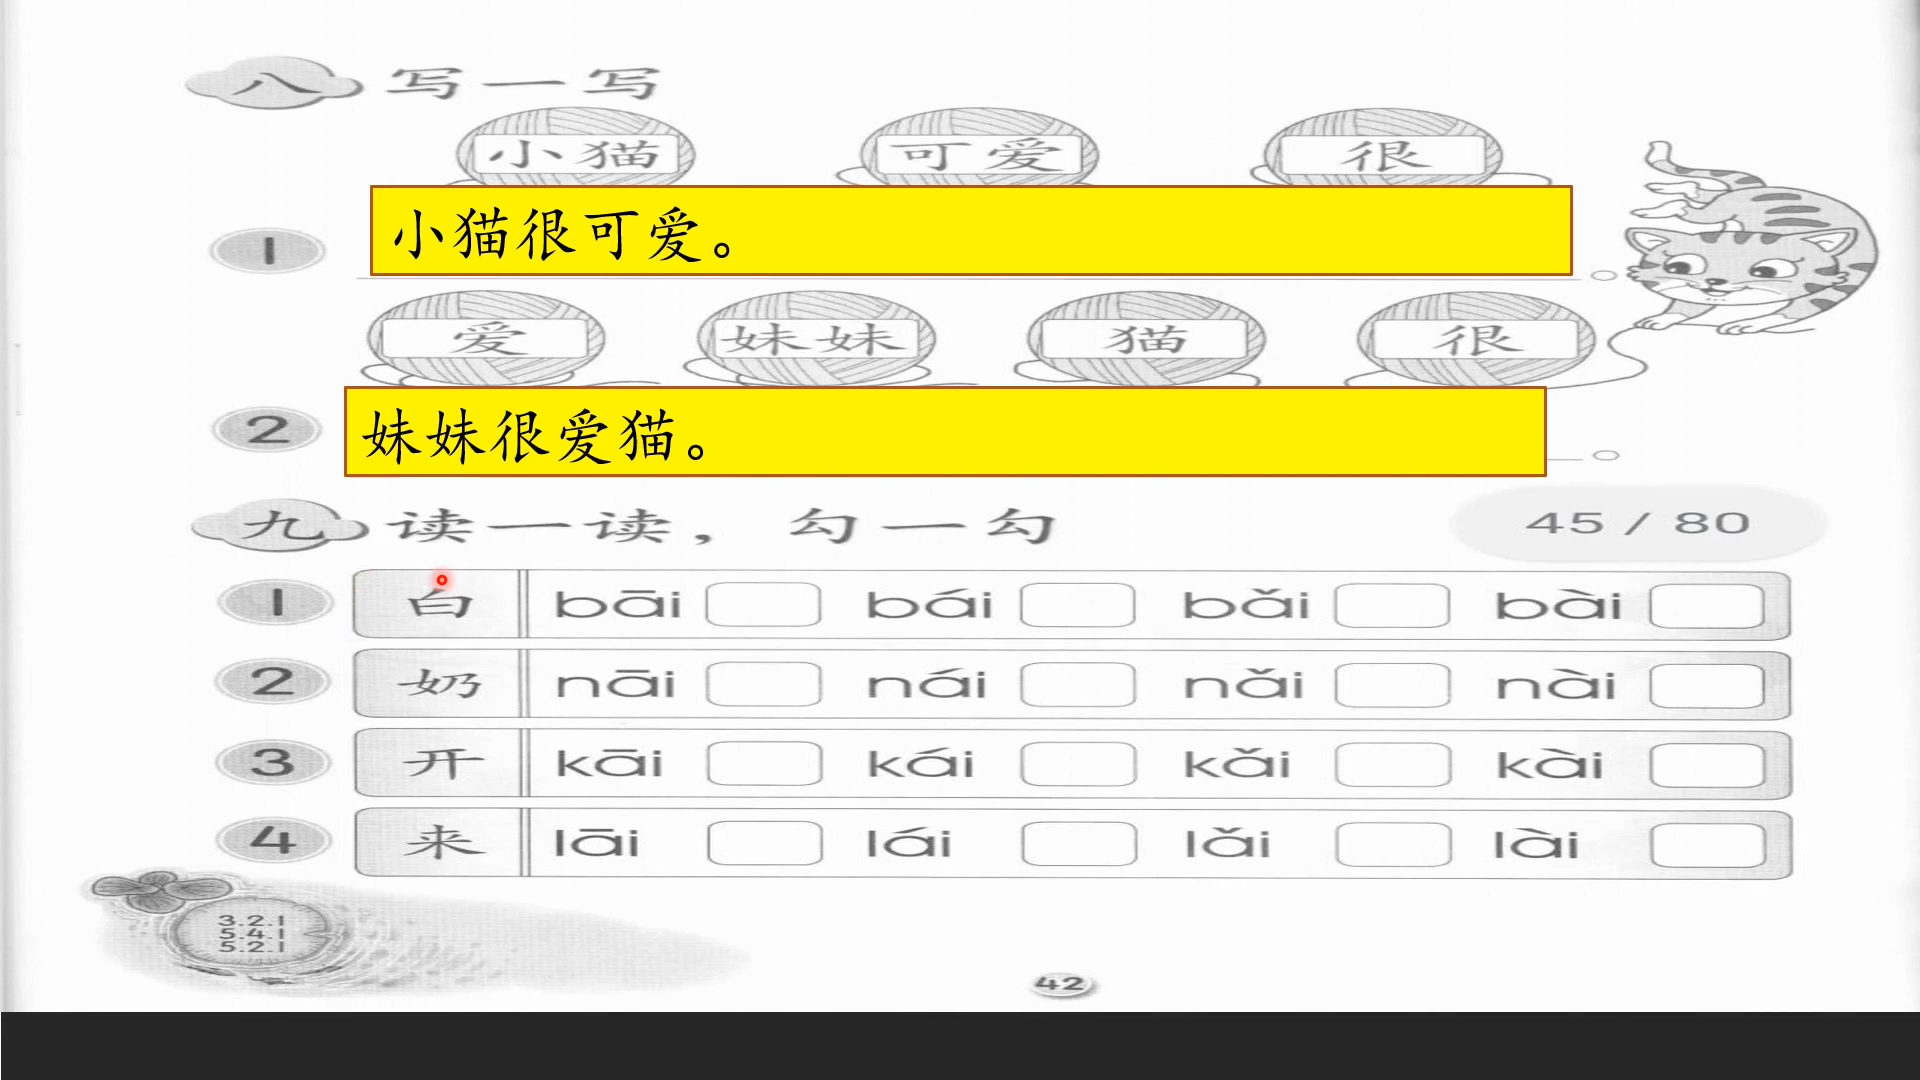 八 写一写
小猫 可爱 很
1 小猫很可爱。
爱 妹妹 猫 很
2 妹妹很爱猫。
九 读一读，勾一勾 45 / 80
1 白 bāi bái bǎi bài
2 奶 nāi nái nǎi nài
3 开 kāi kái kǎi kài
4 来 lāi lái lǎi lài
3.2.1
5.4.1
5.2.1
42